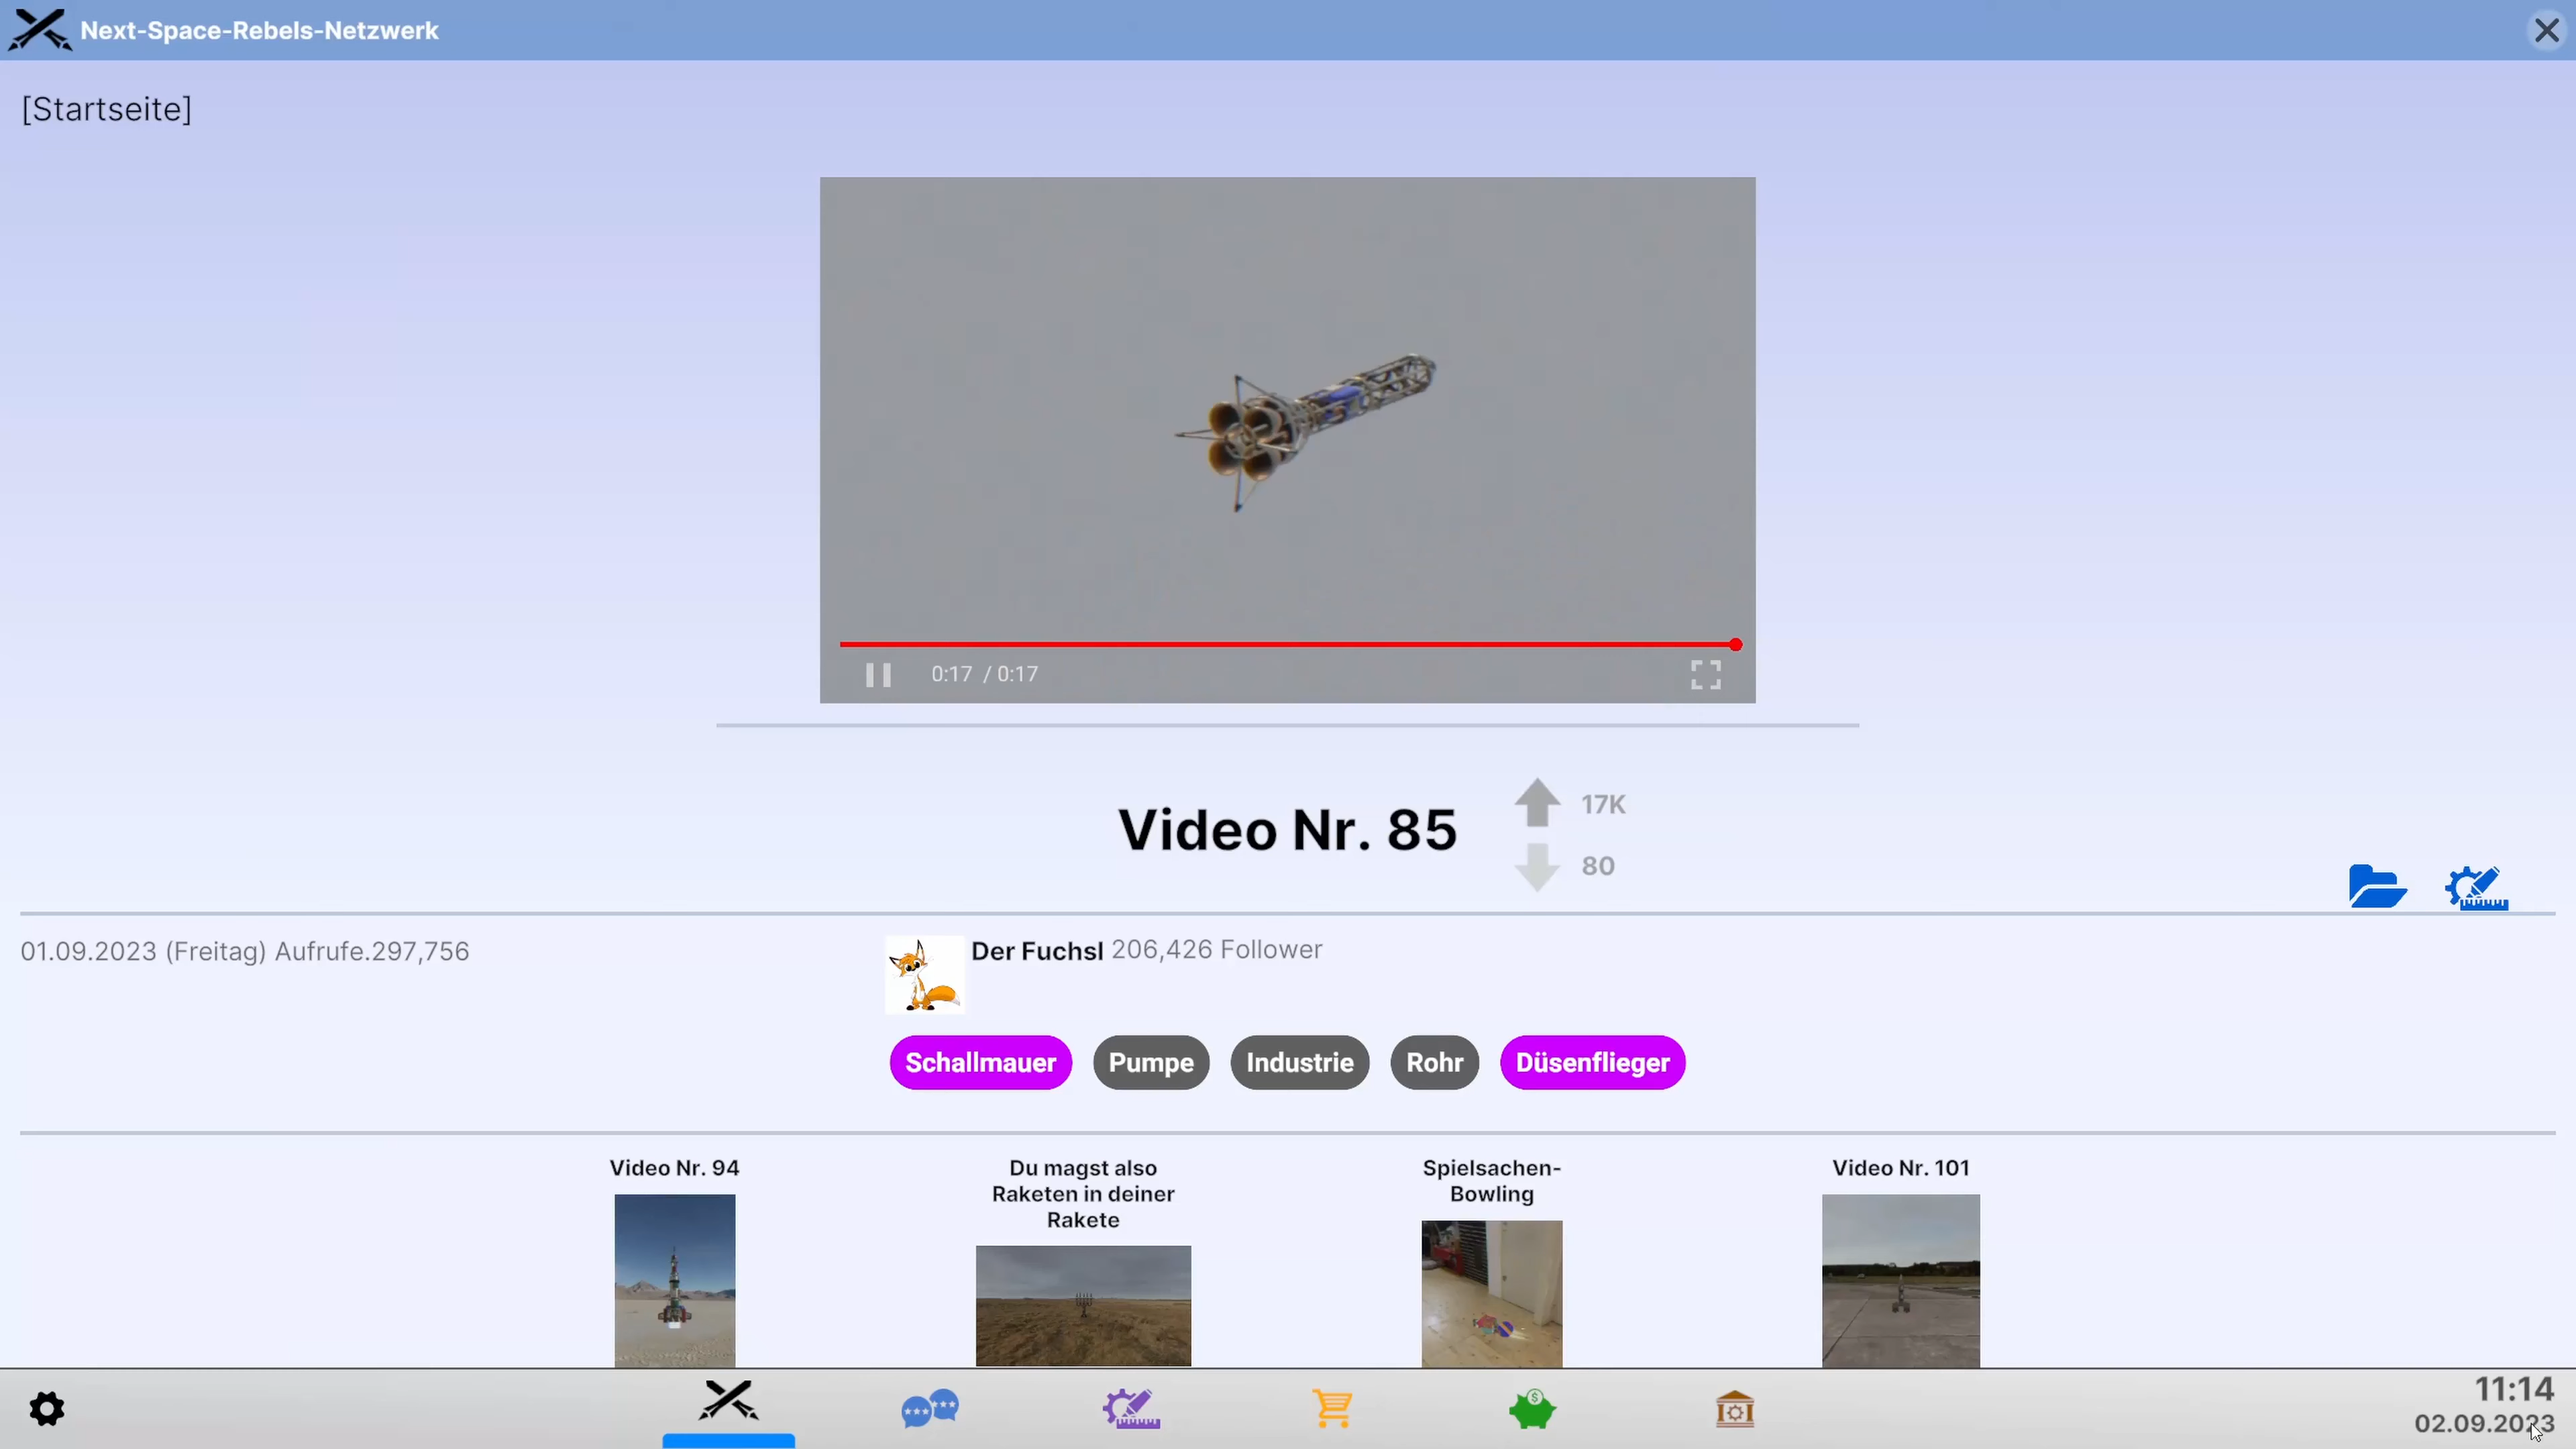 Next-Space-Rebels-Netzwerk
[Startseite]
0:17 / 0:17
Video Nr. 85
17K
80
01.09.2023 (Freitag) Aufrufe.297,756
Der Fuchsl 206,426 Follower
Schallmauer Pumpe Industrie Rohr Düsenflieger
Video Nr. 94
Du magst also
Raketen in deiner
Rakete
Spielsachen-
Bowling
Video Nr. 101
11:14
02.09.2023